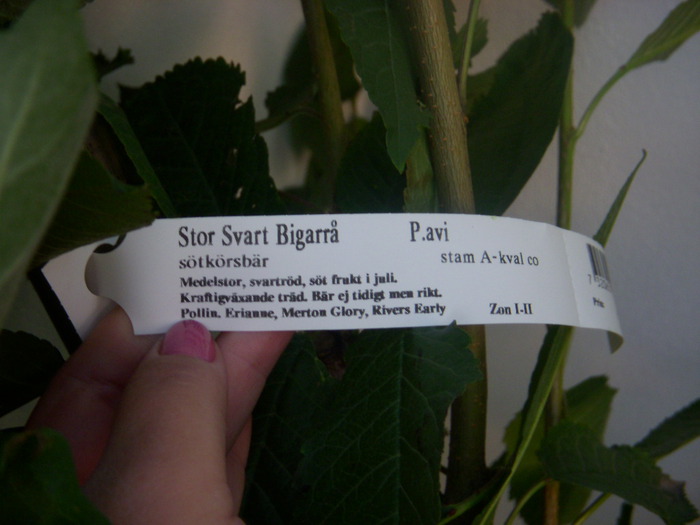 Stor Svart Bigarrå P.avi
sötkörsbär stam A-kval co
Medelstor, svartröd, söt frukt i juli.
Kraftigväxande träd. Bär ej tidigt men rikt.
Pollin. Erianne, Merton Glory, Rivers Early Zon I-II